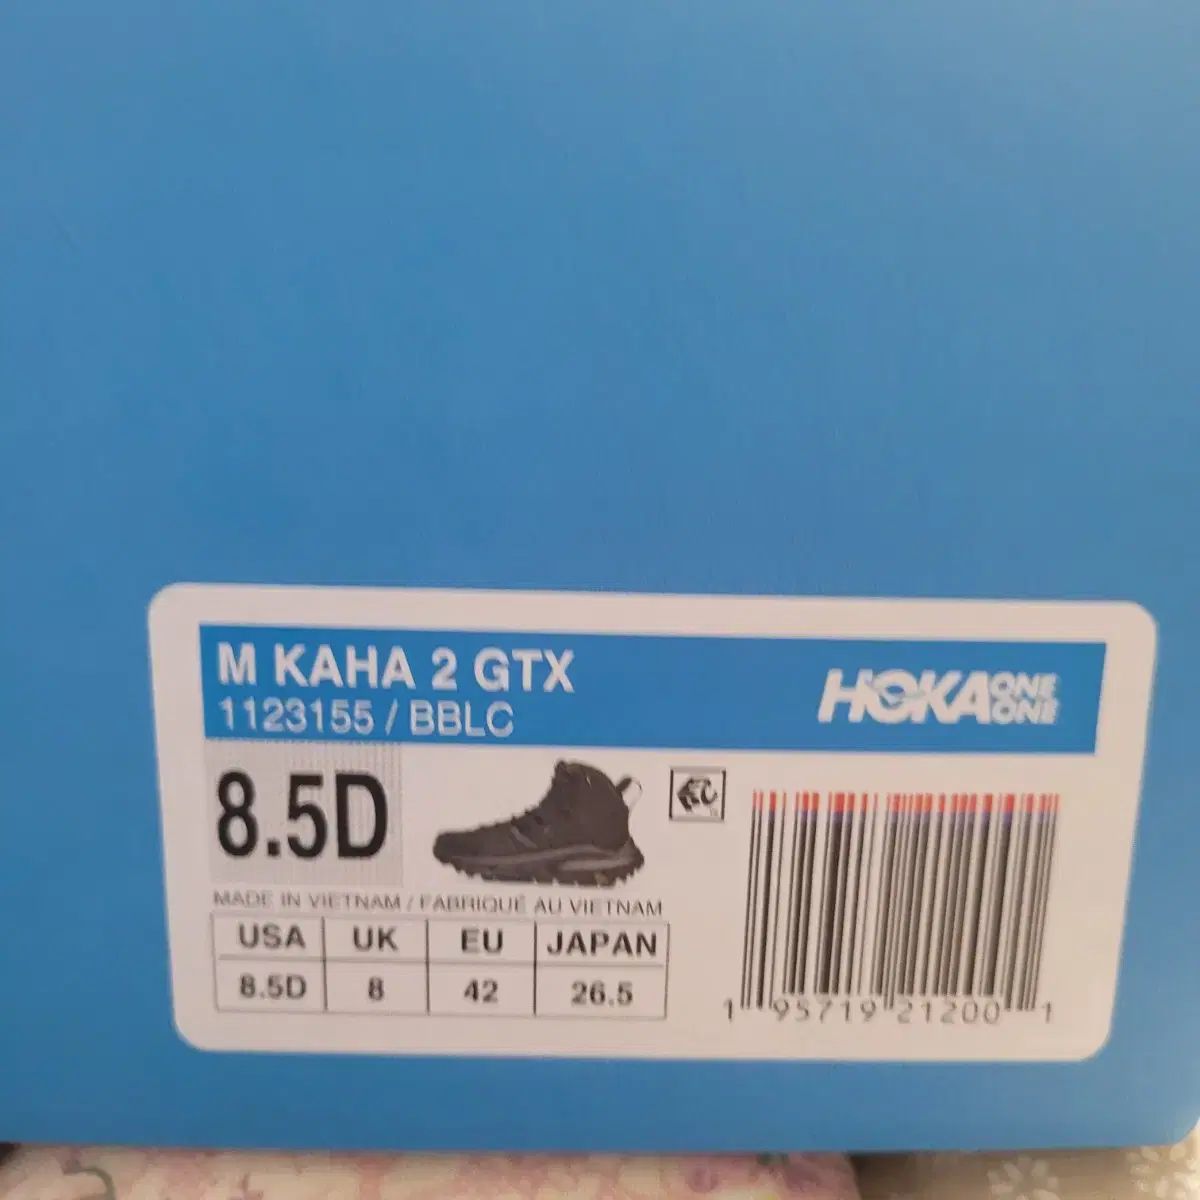 M KAHA 2 GTX
1123155 / BBLC
HOKA ONE ONE
8.5D
MADE IN VIETNAM / FABRIQUÉ AU VIETNAM
USA UK EU JAPAN
8.5D 8 42 26.5
1 95719 21200 1